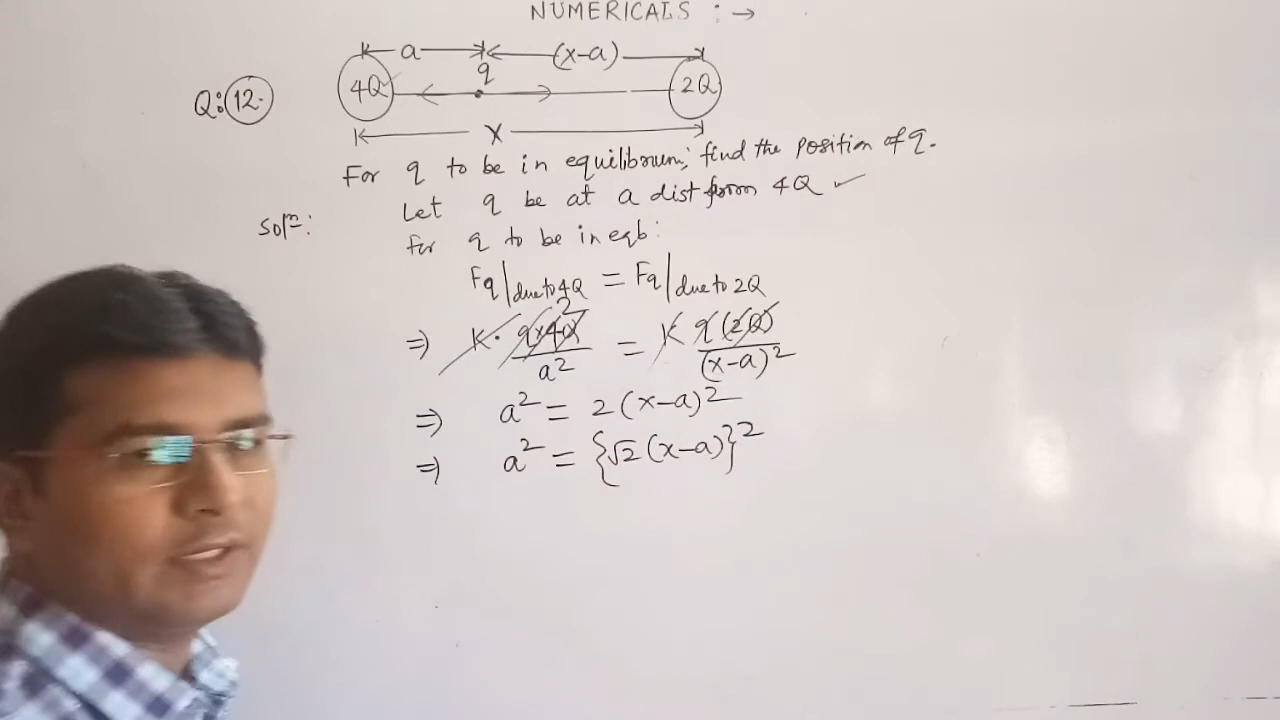 NUMERICALS : →
a (x-a)
Q:12. 4Q q 2Q
x
For q to be in equilibrium; find the position of q.
Soln: Let q be at a dist from 4Q ✓
for q to be in eqb:
Fq|due to 4Q = Fq|due to 2Q
⇒ K. q×4Q/a² 2 = K q(2Q)/(x-a)²
⇒ a² = 2(x-a)²
⇒ a² = {√2(x-a)}²